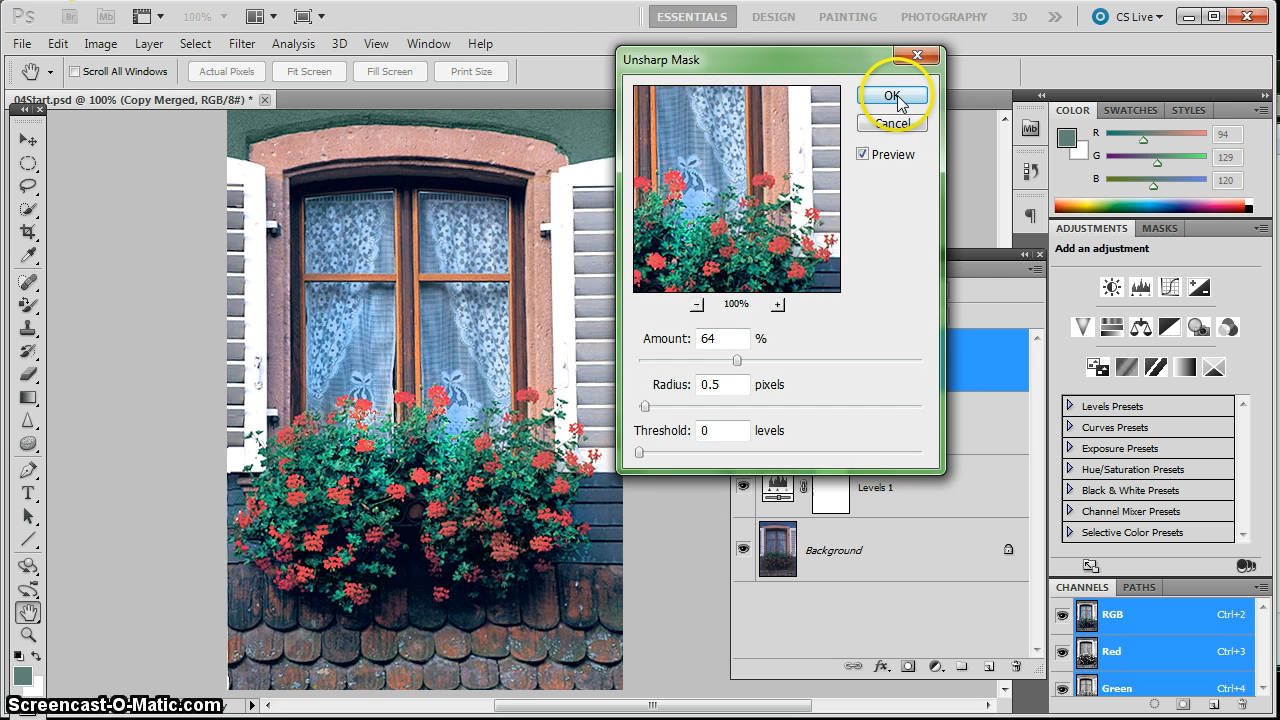 Ps
Br
Mb
100%
ESSENTIALS
DESIGN
PAINTING
PHOTOGRAPHY
3D
CS Live
File Edit Image Layer Select Filter Analysis 3D View Window Help
Scroll All Windows
Actual Pixels
Fit Screen
Fill Screen
Print Size
04Start.psd @ 100% (Copy Merged, RGB/8#) *
Unsharp Mask
OK
Cancel
Preview
100%
Amount: 64 %
Radius: 0.5 pixels
Threshold: 0 levels
Levels 1
Background
Mb
COLOR
SWATCHES
STYLES
R 94
G 129
B 120
ADJUSTMENTS
MASKS
Add an adjustment
Levels Presets
Curves Presets
Exposure Presets
Hue/Saturation Presets
Black & White Presets
Channel Mixer Presets
Selective Color Presets
CHANNELS
PATHS
RGB Ctrl+2
Red Ctrl+3
Green Ctrl+4
fx
Screencast-O-Matic.com